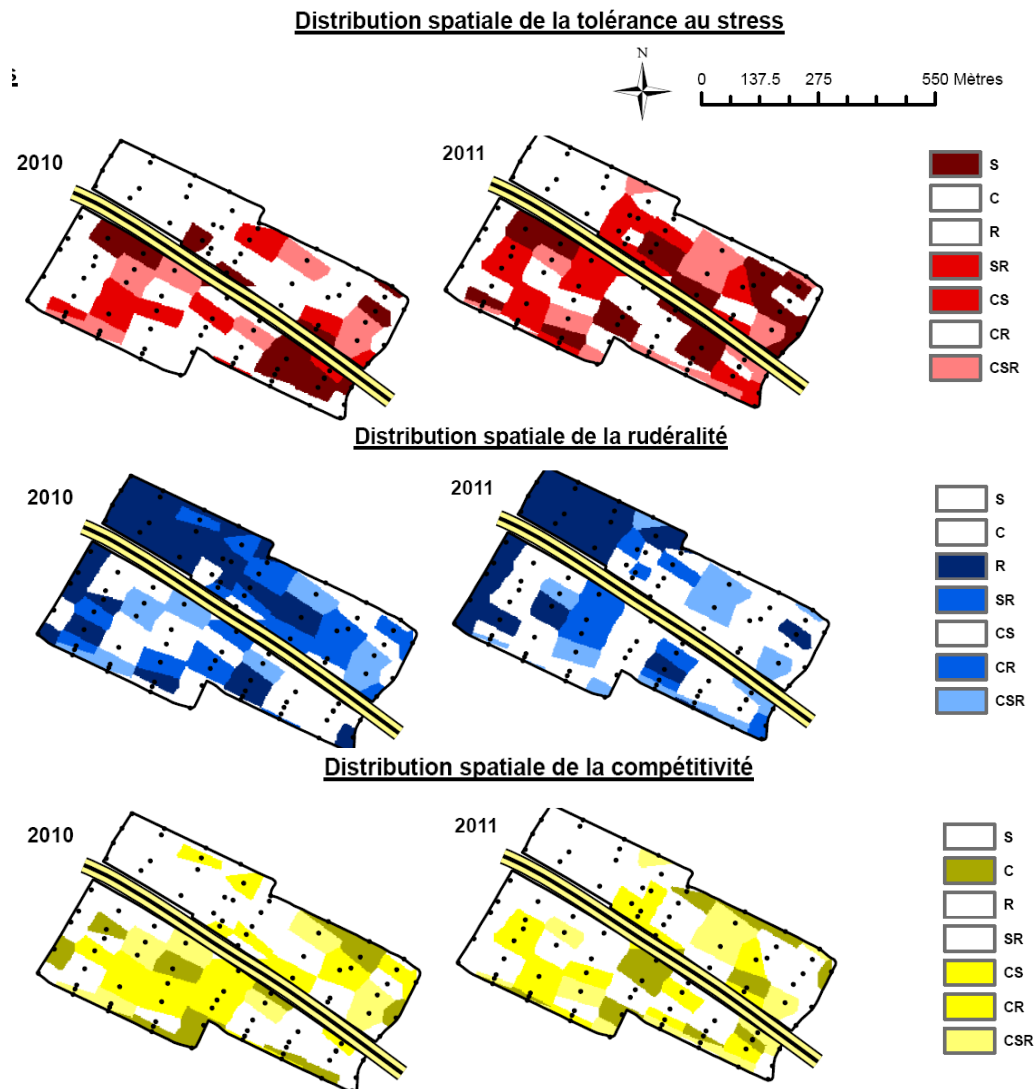 Distribution spatiale de la tolérance au stress
N
0 137.5 275 550 Mètres
2010
2011
S
C
R
SR
CS
CR
CSR
Distribution spatiale de la rudéralité
2010
2011
S
C
R
SR
CS
CR
CSR
Distribution spatiale de la compétitivité
2010
2011
S
C
R
SR
CS
CR
CSR